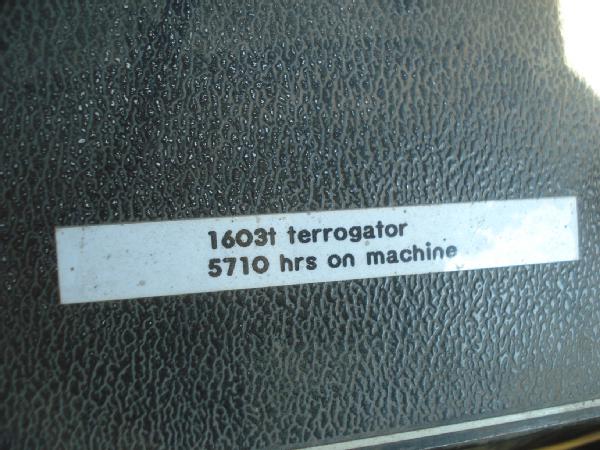 1603t terrogator
5710 hrs on machine